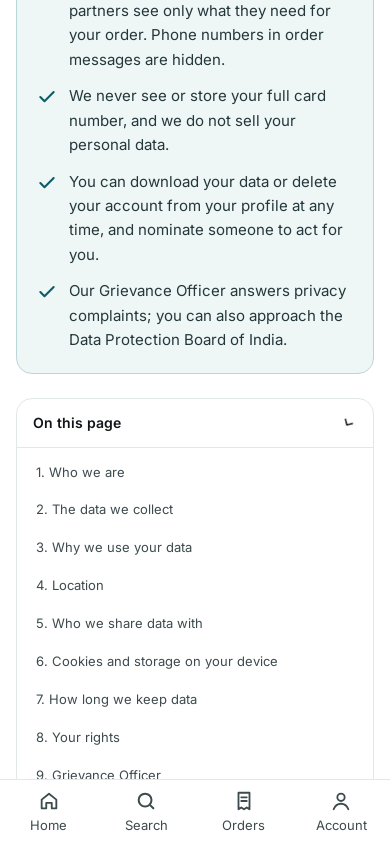 partners see only what they need for
your order. Phone numbers in order
messages are hidden.
We never see or store your full card
number, and we do not sell your
personal data.
You can download your data or delete
your account from your profile at any
time, and nominate someone to act for
you.
Our Grievance Officer answers privacy
complaints; you can also approach the
Data Protection Board of India.
On this page
1. Who we are
2. The data we collect
3. Why we use your data
4. Location
5. Who we share data with
6. Cookies and storage on your device
7. How long we keep data
8. Your rights
9. Grievance Officer
Home
Search
Orders
Account